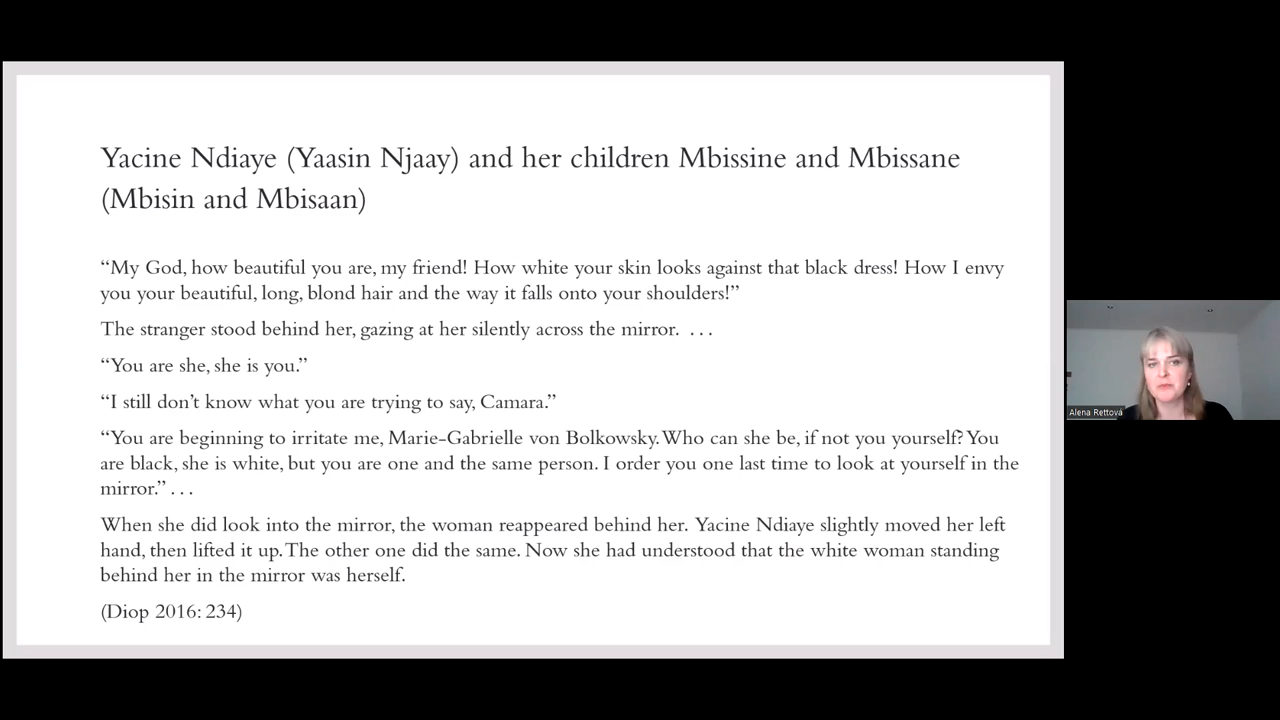 Yacine Ndiaye (Yaasin Njaay) and her children Mbissine and Mbissane
(Mbisin and Mbisaan)
“My God, how beautiful you are, my friend! How white your skin looks against that black dress! How I envy
you your beautiful, long, blond hair and the way it falls onto your shoulders!”
The stranger stood behind her, gazing at her silently across the mirror. . . .
“You are she, she is you.”
“I still don’t know what you are trying to say, Camara.”
“You are beginning to irritate me, Marie-Gabrielle von Bolkowsky. Who can she be, if not you yourself? You
are black, she is white, but you are one and the same person. I order you one last time to look at yourself in the
mirror.” . . .
When she did look into the mirror, the woman reappeared behind her. Yacine Ndiaye slightly moved her left
hand, then lifted it up. The other one did the same. Now she had understood that the white woman standing
behind her in the mirror was herself.
(Diop 2016: 234)
Alena Rettová